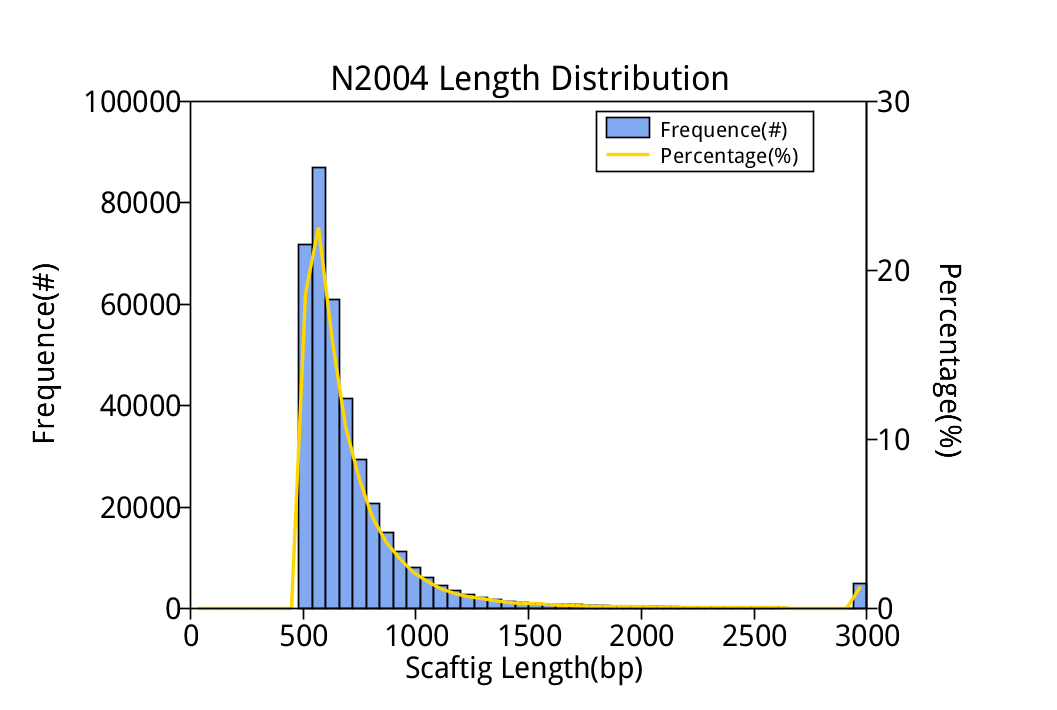 N2004 Length Distribution
Frequence(#)
Percentage(%)
100000
80000
60000
40000
20000
0
30
20
10
0
Frequence(#)
Percentage(%)
0 500 1000 1500 2000 2500 3000
Scaftig Length(bp)